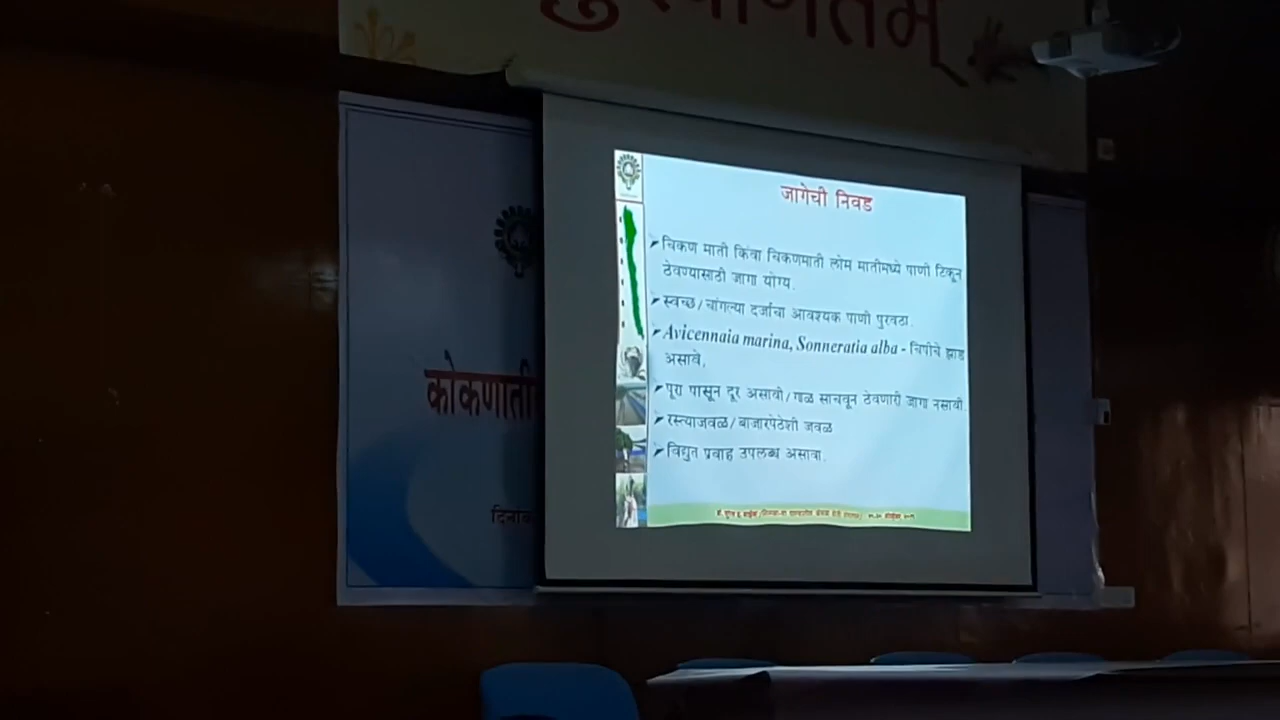 जागेची निवड
➤चिकण माती किंवा चिकणमाती लोम मातीमध्ये पाणी टिकून
ठेवण्यासाठी जागा योग्य.
➤स्वच्छ/चांगल्या दर्जाचा आवश्यक पाणी पुरवठा.
➤Avicennaia marina, Sonneratia alba - चिपीचे झाड
असावे,
➤पूरा पासून दूर असावी/गाळ साचवून ठेवणारी जागा नसावी.
➤रस्त्याजवळ/बाजारपेठेशी जवळ
➤विद्युत प्रवाह उपलब्ध असावा.
कोकणाती
दिनांक